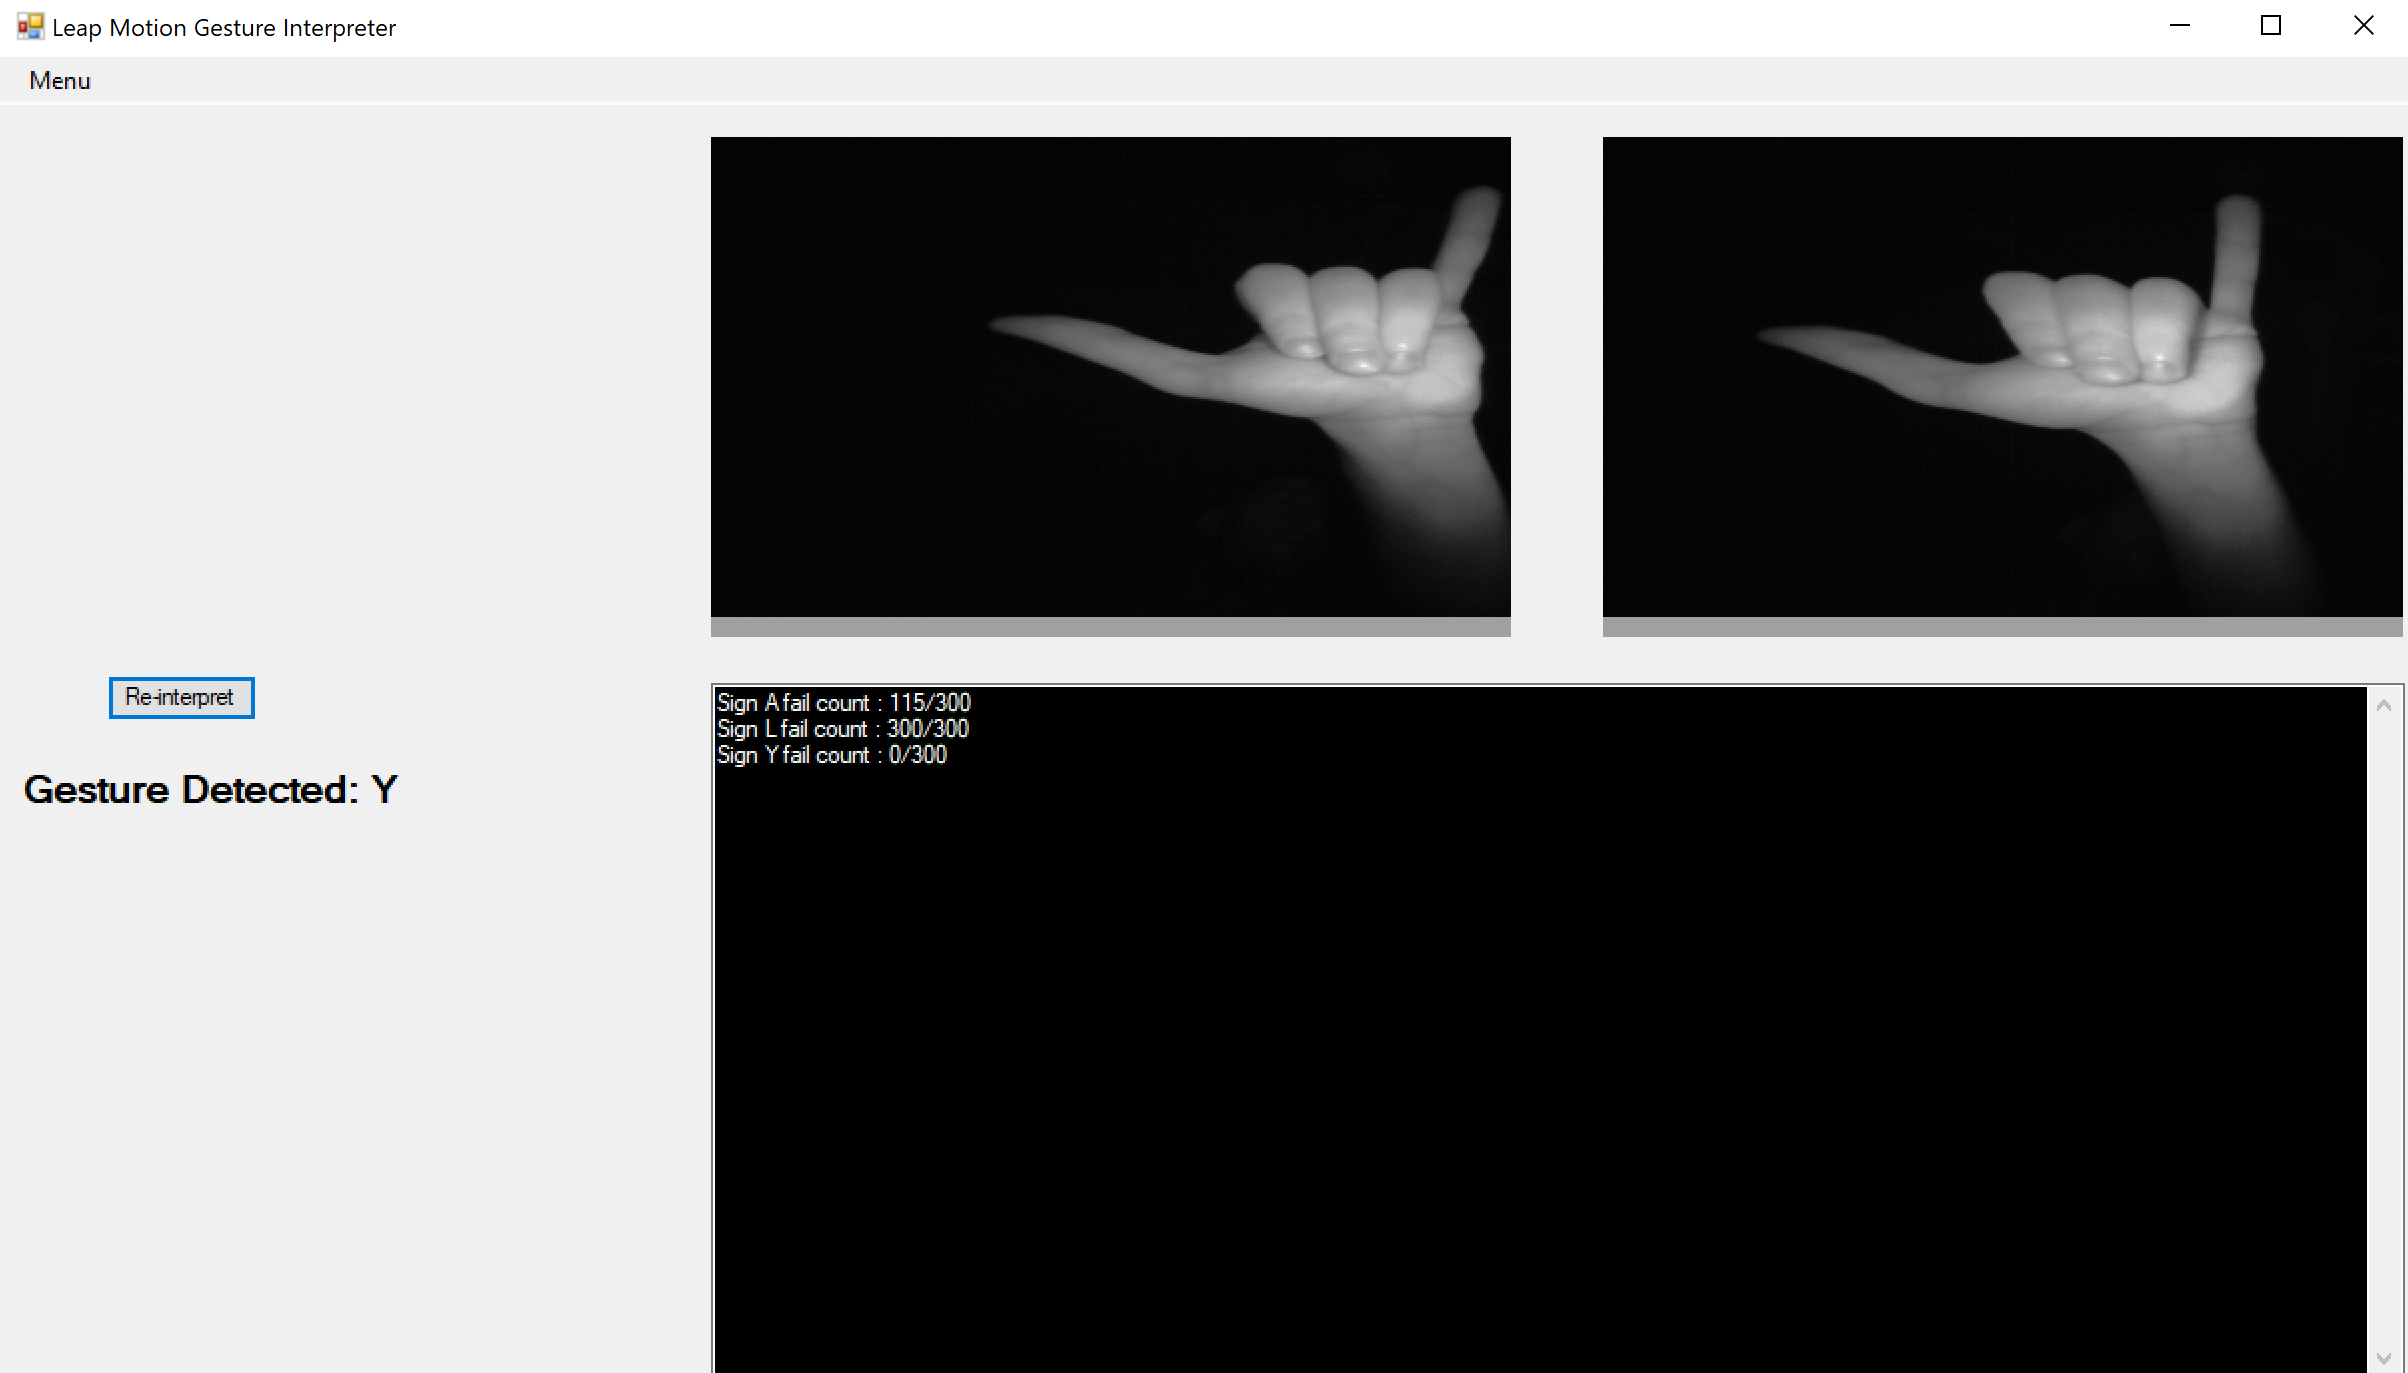 Leap Motion Gesture Interpreter
Menu
Re-interpret
Gesture Detected: Y
Sign A fail count : 115/300
Sign L fail count : 300/300
Sign Y fail count : 0/300